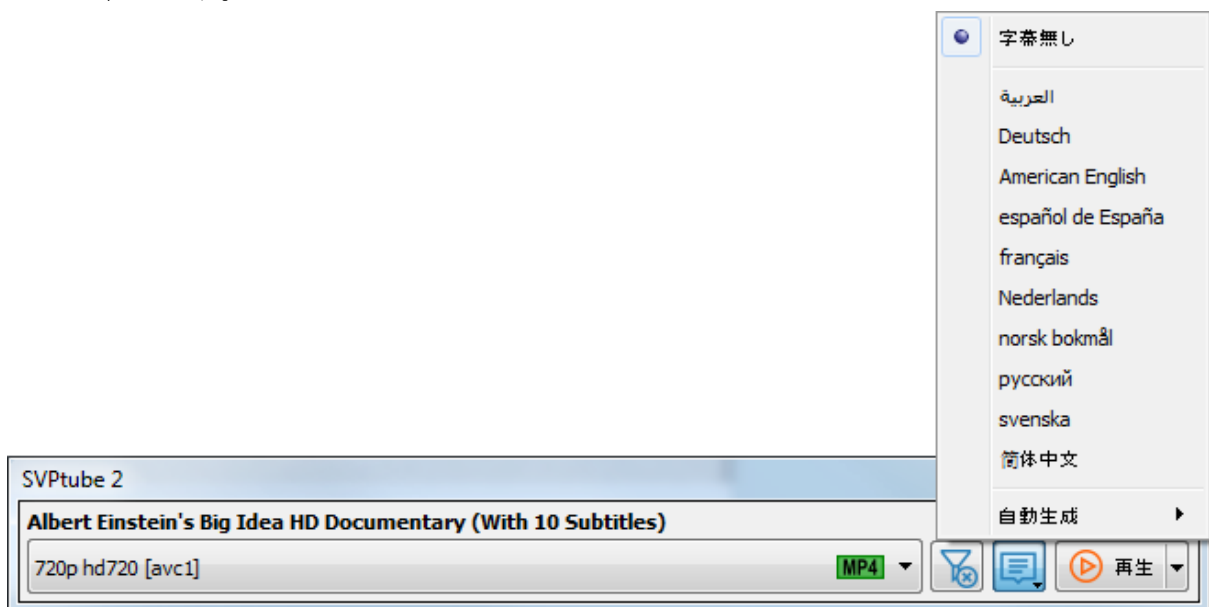 字幕無し
العربية
Deutsch
American English
español de España
français
Nederlands
norsk bokmål
русский
svenska
简体中文
自動生成
SVPtube 2
Albert Einstein's Big Idea HD Documentary (With 10 Subtitles)
720p hd720 [avc1] MP4 再生